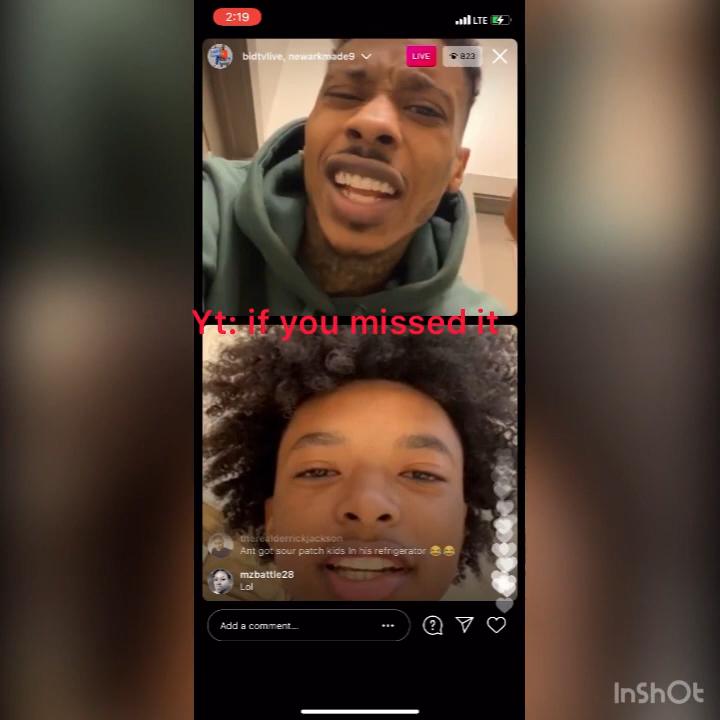 2:19
LTE
bidtvlive, newarkmade9
LIVE
823
Yt: if you missed it
therealderrickjackson
Ant got sour patch kids In his refrigerator 😂😂
mzbattle28
Lol
Add a comment...
InShOt